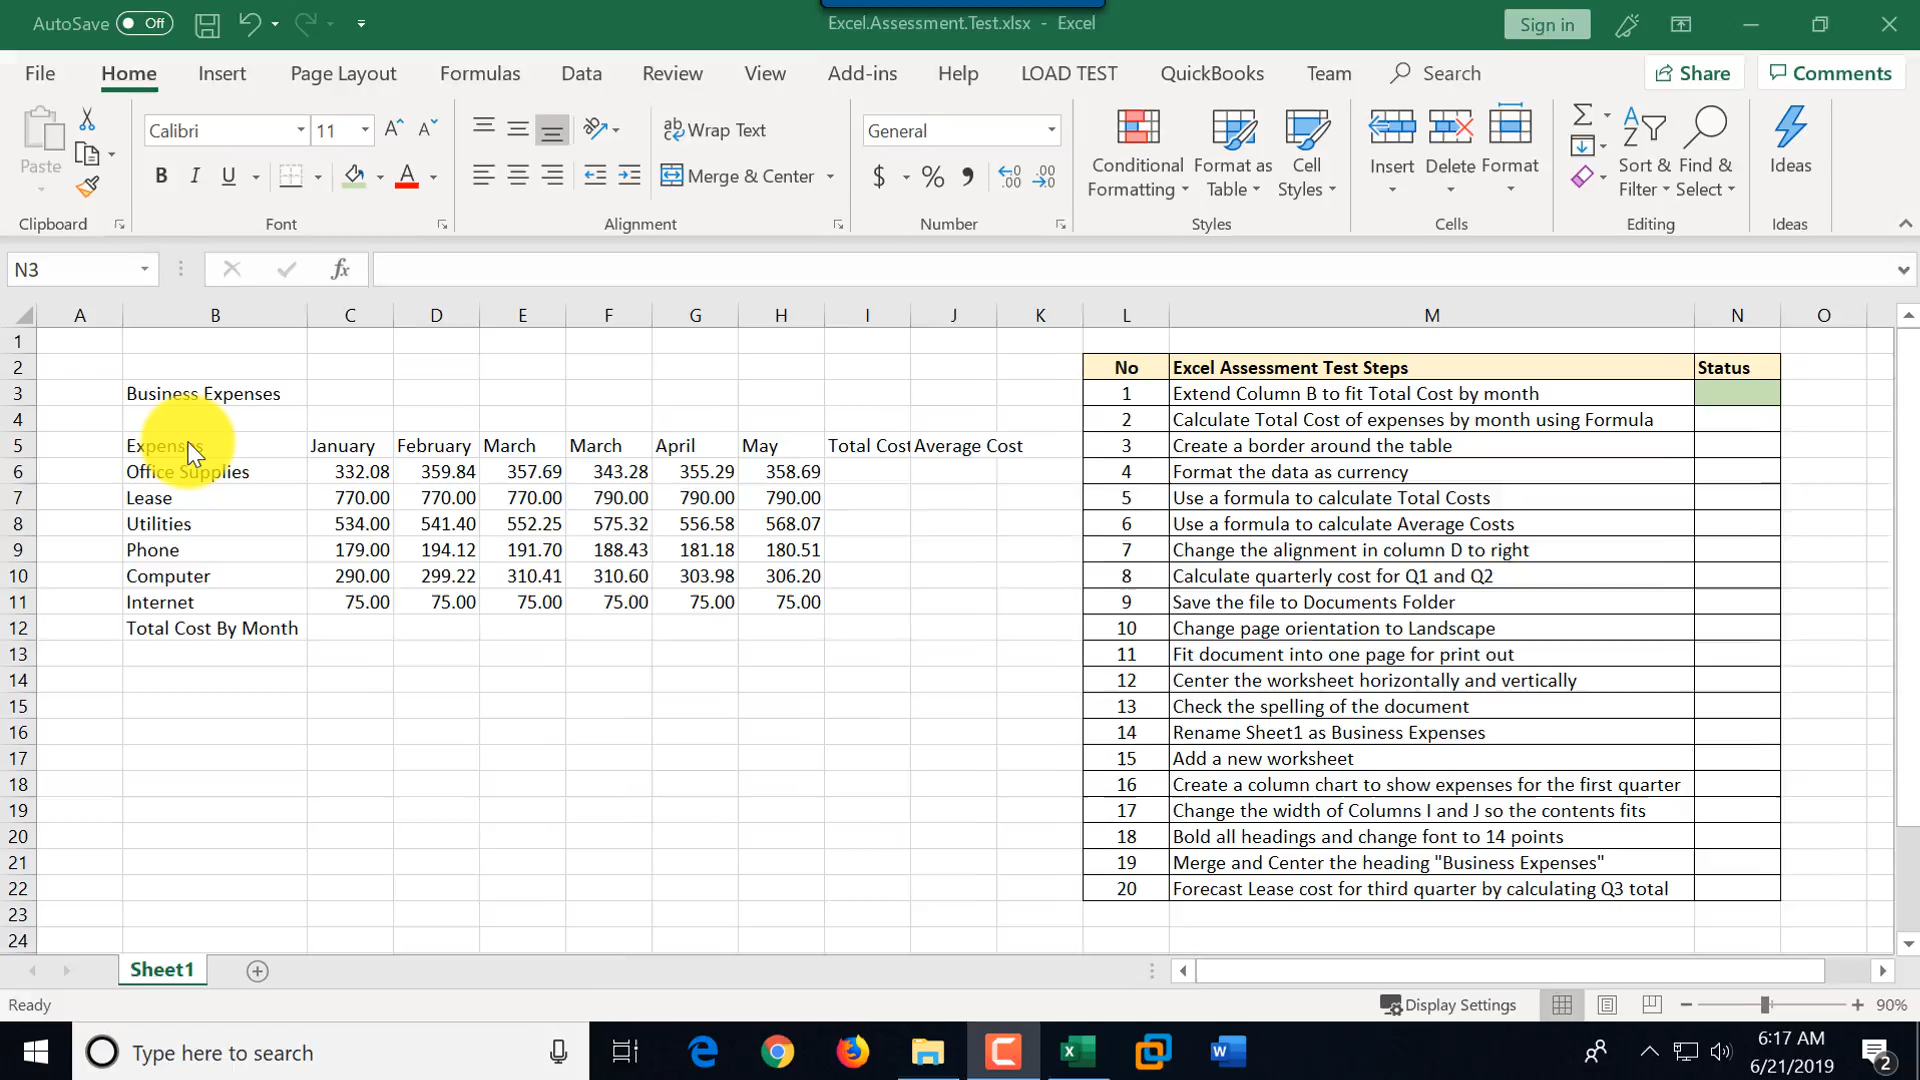 AutoSave Off
Excel.Assessment.Test.xlsx - Excel
Sign in
File Home Insert Page Layout Formulas Data Review View Add-ins Help LOAD TEST QuickBooks Team Search Share Comments
Paste
Clipboard
Calibri 11
B I U A
Font
ab Wrap Text
Merge & Center
Alignment
General
$ % , .00
Number
Conditional Formatting
Format as Table
Cell Styles
Styles
Insert Delete Format
Cells
Sort & Filter
Find & Select
Editing
Ideas
Ideas
N3 fx
A B C D E F G H I J K L M N O
1
2 No Excel Assessment Test Steps Status
3 Business Expenses 1 Extend Column B to fit Total Cost by month
4 2 Calculate Total Cost of expenses by month using Formula
5 Expenses January February March March April May Total Cost Average Cost 3 Create a border around the table
6 Office Supplies 332.08 359.84 357.69 343.28 355.29 358.69 4 Format the data as currency
7 Lease 770.00 770.00 770.00 790.00 790.00 790.00 5 Use a formula to calculate Total Costs
8 Utilities 534.00 541.40 552.25 575.32 556.58 568.07 6 Use a formula to calculate Average Costs
9 Phone 179.00 194.12 191.70 188.43 181.18 180.51 7 Change the alignment in column D to right
10 Computer 290.00 299.22 310.41 310.60 303.98 306.20 8 Calculate quarterly cost for Q1 and Q2
11 Internet 75.00 75.00 75.00 75.00 75.00 75.00 9 Save the file to Documents Folder
12 Total Cost By Month 10 Change page orientation to Landscape
13 11 Fit document into one page for print out
14 12 Center the worksheet horizontally and vertically
15 13 Check the spelling of the document
16 14 Rename Sheet1 as Business Expenses
17 15 Add a new worksheet
18 16 Create a column chart to show expenses for the first quarter
19 17 Change the width of Columns I and J so the contents fits
20 18 Bold all headings and change font to 14 points
21 19 Merge and Center the heading "Business Expenses"
22 20 Forecast Lease cost for third quarter by calculating Q3 total
23
24
Sheet1
Ready Display Settings 90%
Type here to search
6:17 AM
6/21/2019
2